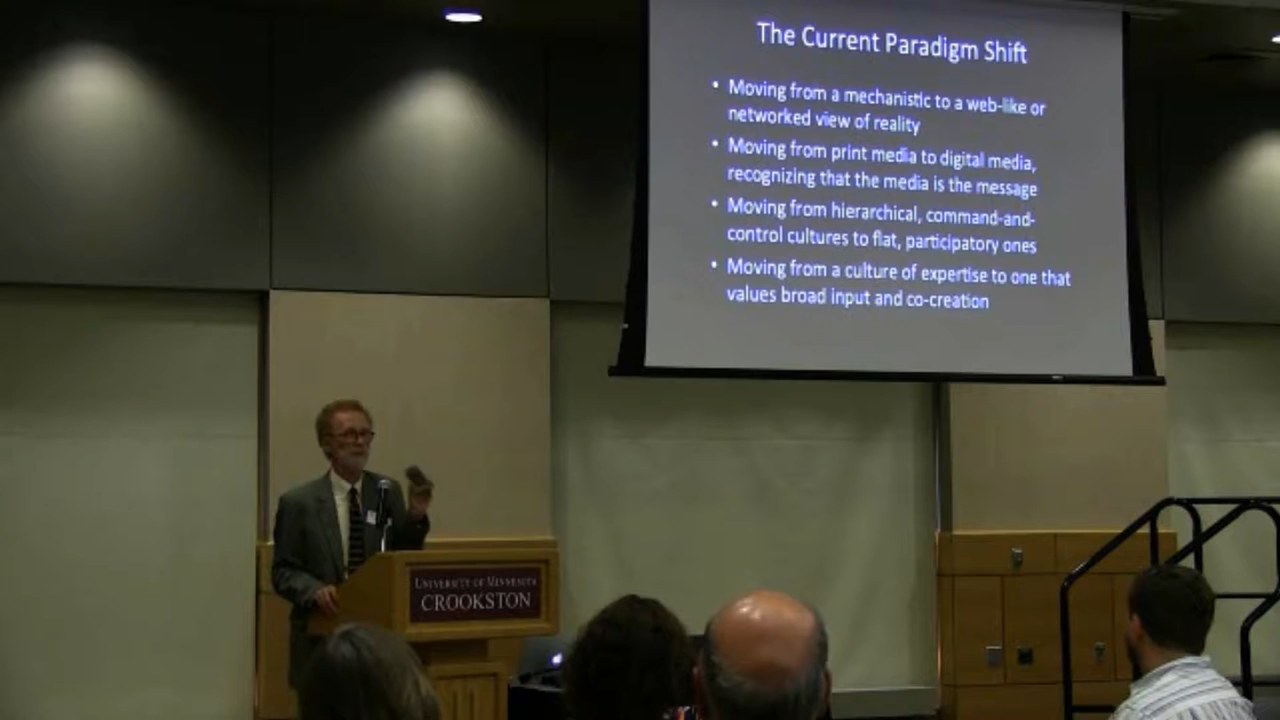 The Current Paradigm Shift
• Moving from a mechanistic to a web-like or
networked view of reality
• Moving from print media to digital media,
recognizing that the media is the message
• Moving from hierarchical, command-and-
control cultures to flat, participatory ones
• Moving from a culture of expertise to one that
values broad input and co-creation
UNIVERSITY OF MINNESOTA
CROOKSTON